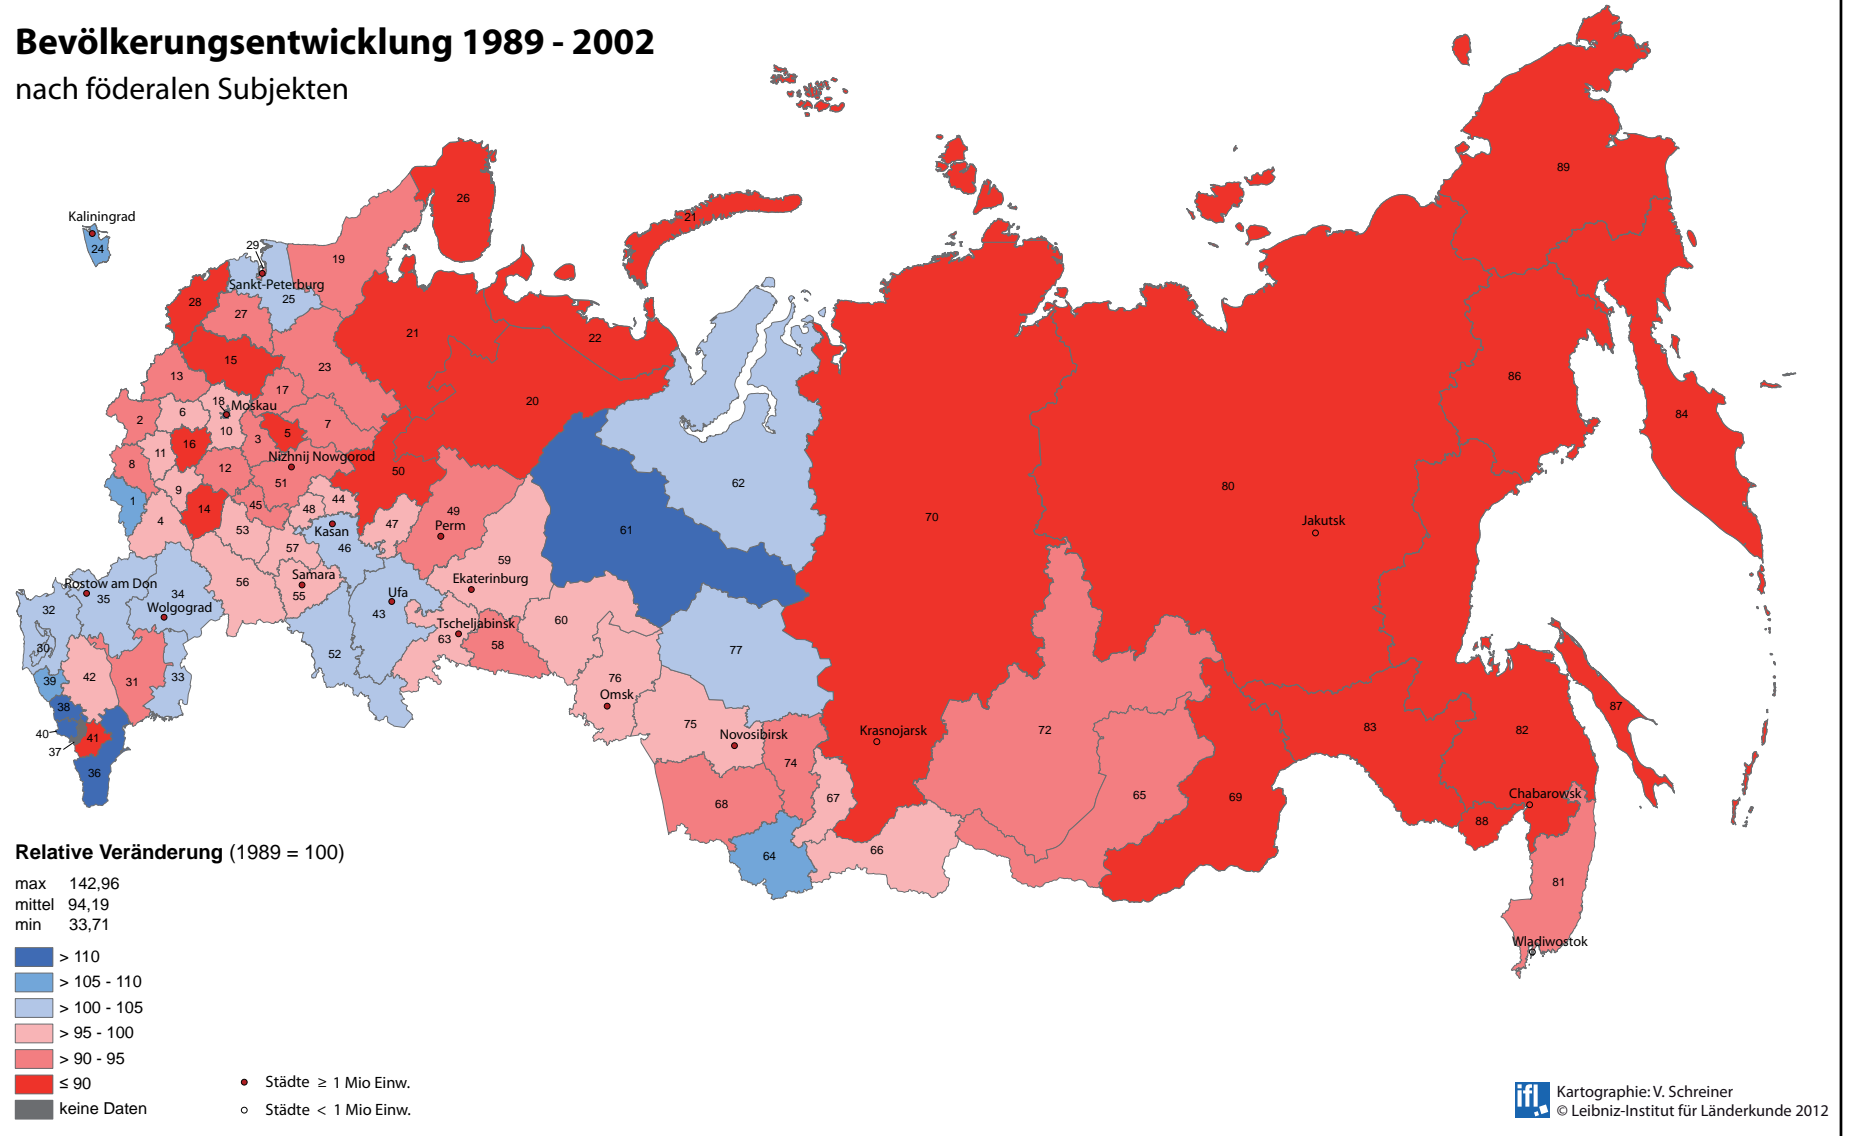 Bevölkerungsentwicklung 1989 - 2002
nach föderalen Subjekten
89
26
Kaliningrad
24
21
29
19
Sankt-Peterburg
25
28
27
21
22
15
23
13
17
86
20
84
18
Moskau
6
2
7
10
5
3
16
11
Nizhnij Nowgorod
8
12
50
51
62
80
9
44
1
14
45
48
49
70
Jakutsk
4
53
Kasan
47
Perm
61
57
46
59
Samara
Ekaterinburg
56
55
Rostow am Don
35
34
Ufa
32
Wolgograd
43
60
Tscheljabinsk
63
58
30
52
77
42
31
33
39
76
Omsk
38
87
75
72
83
82
40
41
Novosibirsk
Krasnojarsk
37
74
36
67
65
69
Chabarowsk
68
88
64
66
81
Wladiwostok
Relative Veränderung (1989 = 100)
max 142,96
mittel 94,19
min 33,71
> 110
> 105 - 110
> 100 - 105
> 95 - 100
> 90 - 95
≤ 90
keine Daten
Städte ≥ 1 Mio Einw.
Städte < 1 Mio Einw.
ifl
Kartographie: V. Schreiner
© Leibniz-Institut für Länderkunde 2012